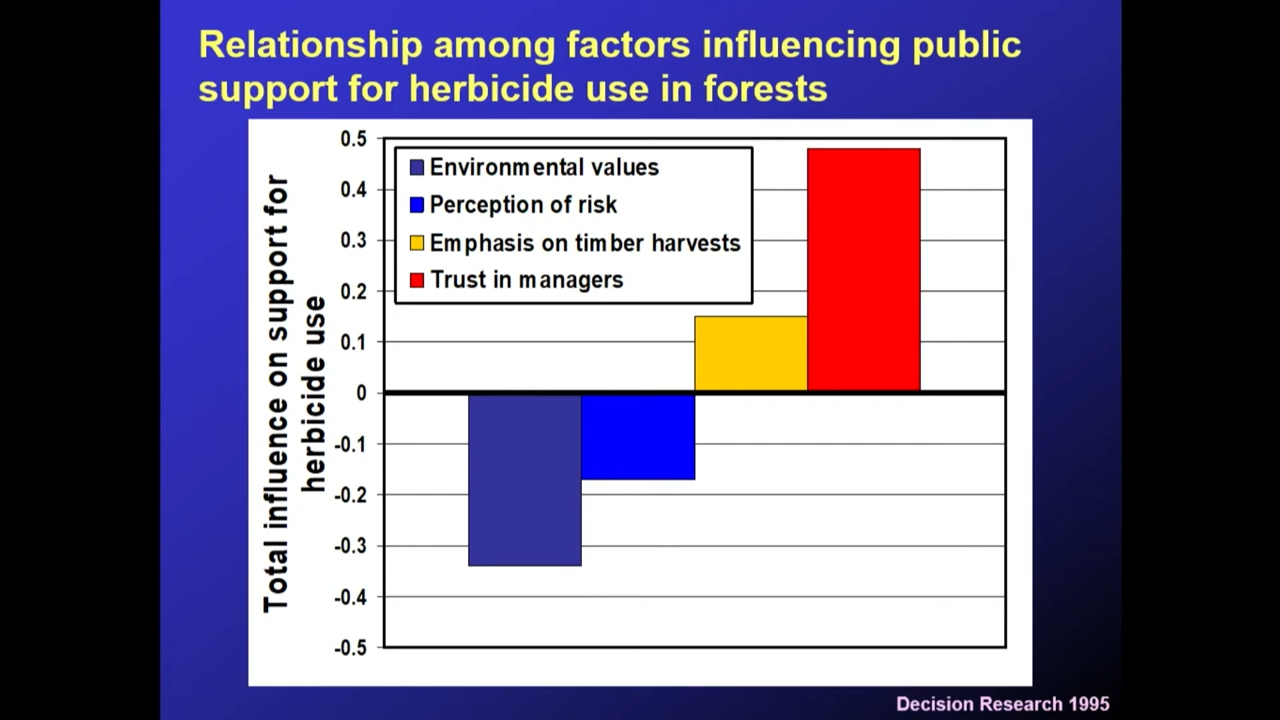 Relationship among factors influencing public
support for herbicide use in forests
Total influence on support for
herbicide use
0.5
0.4
0.3
0.2
0.1
0
-0.1
-0.2
-0.3
-0.4
-0.5
Environmental values
Perception of risk
Emphasis on timber harvests
Trust in managers
Decision Research 1995